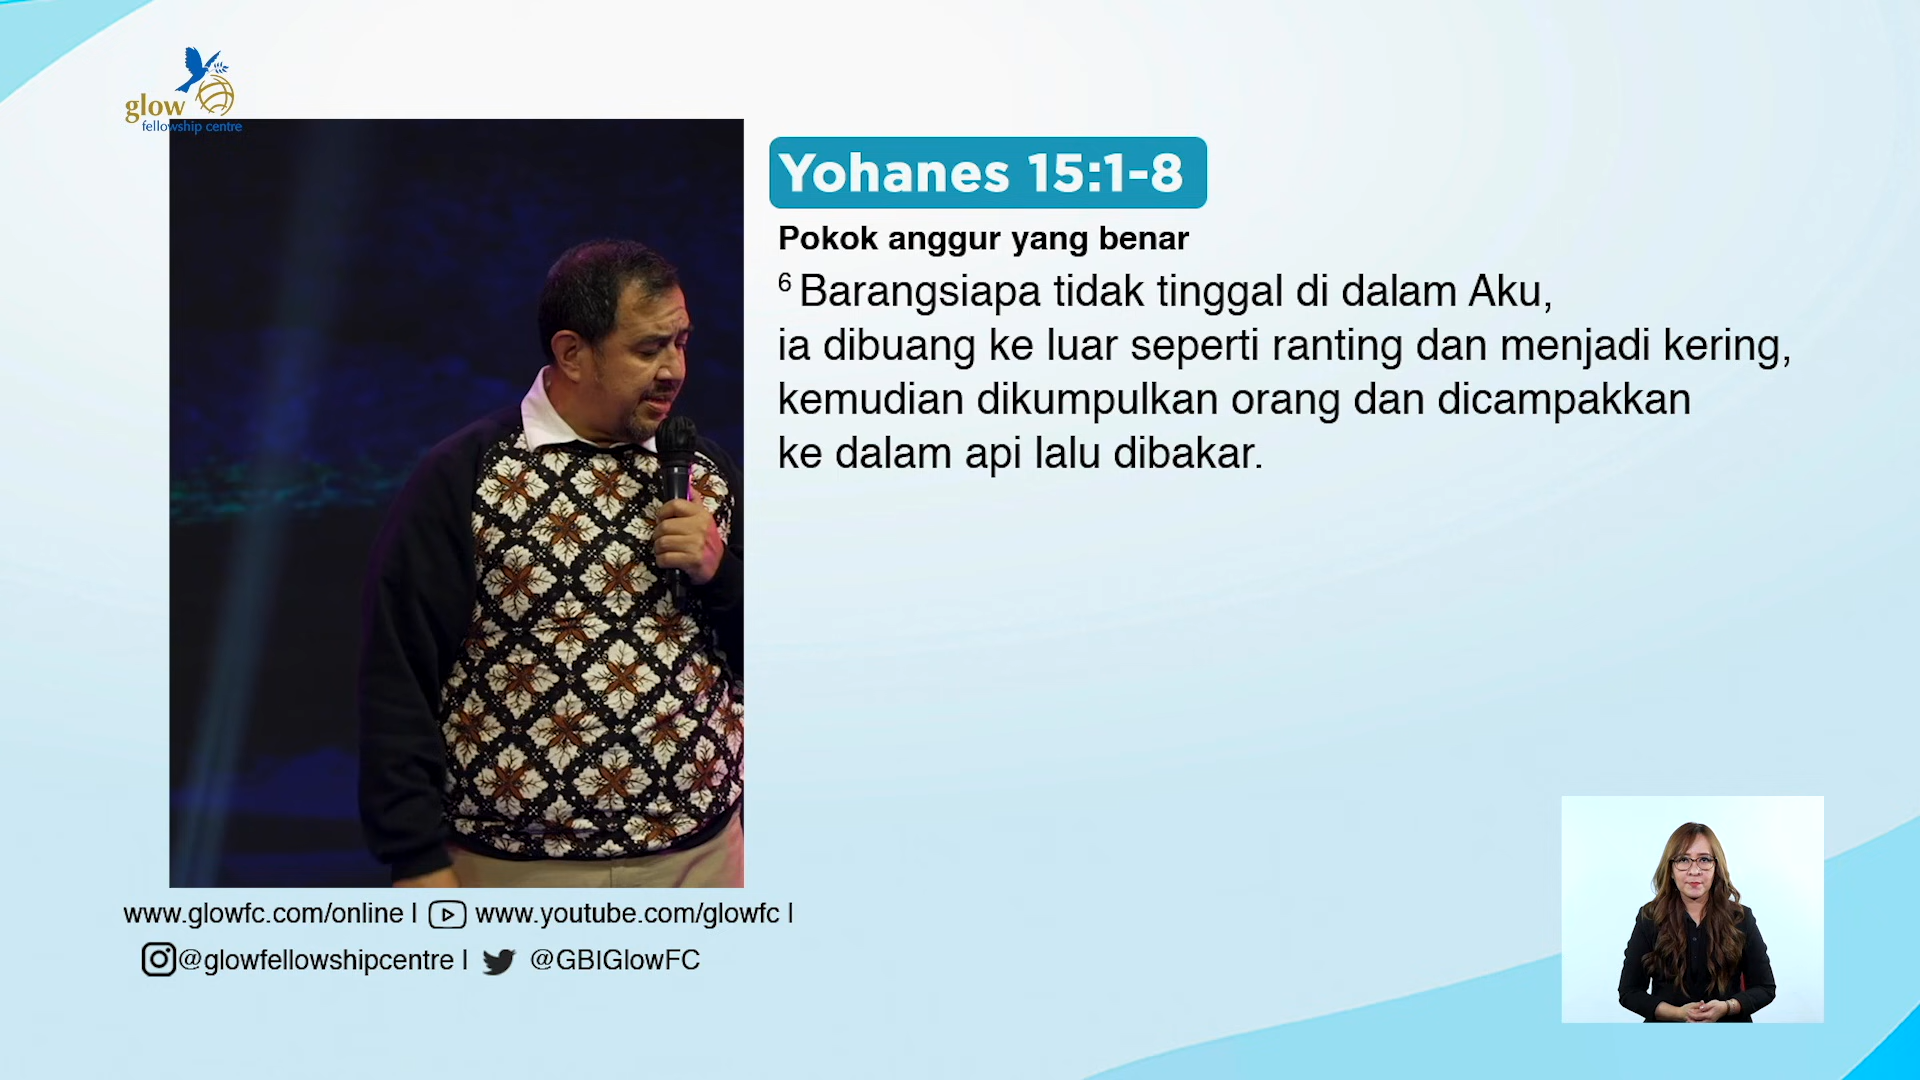 glow
fellowship centre
Yohanes 15:1-8
Pokok anggur yang benar
6 Barangsiapa tidak tinggal di dalam Aku,
ia dibuang ke luar seperti ranting dan menjadi kering,
kemudian dikumpulkan orang dan dicampakkan
ke dalam api lalu dibakar.
www.glowfc.com/online | www.youtube.com/glowfc |
@glowfellowshipcentre | @GBIGlowFC